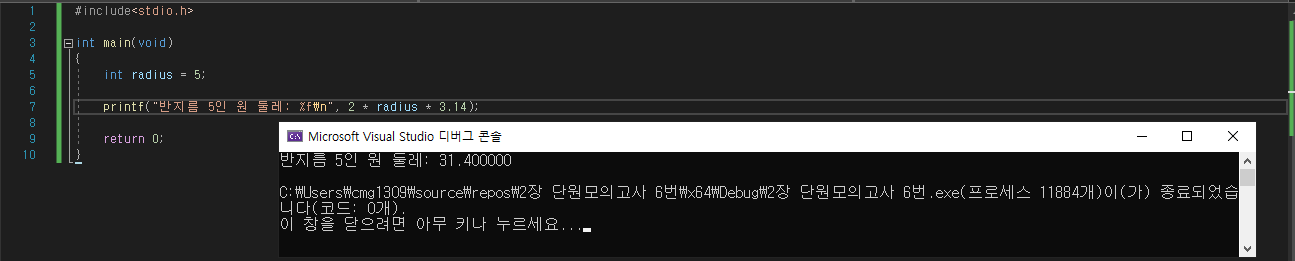 1 #include<stdio.h>
2
3 int main(void)
4 {
5 int radius = 5;
6
7 printf("반지름 5인 원 둘레: %f₩n", 2 * radius * 3.14);
8
9 return 0;
10 }
Microsoft Visual Studio 디버그 콘솔
반지름 5인 원 둘레: 31.400000
C:₩Users₩cmg1309₩source₩repos₩2장 단원모의고사 6번₩x64₩Debug₩2장 단원모의고사 6번.exe(프로세스 11884개)이(가) 종료되었습
니다(코드: 0개).
이 창을 닫으려면 아무 키나 누르세요...